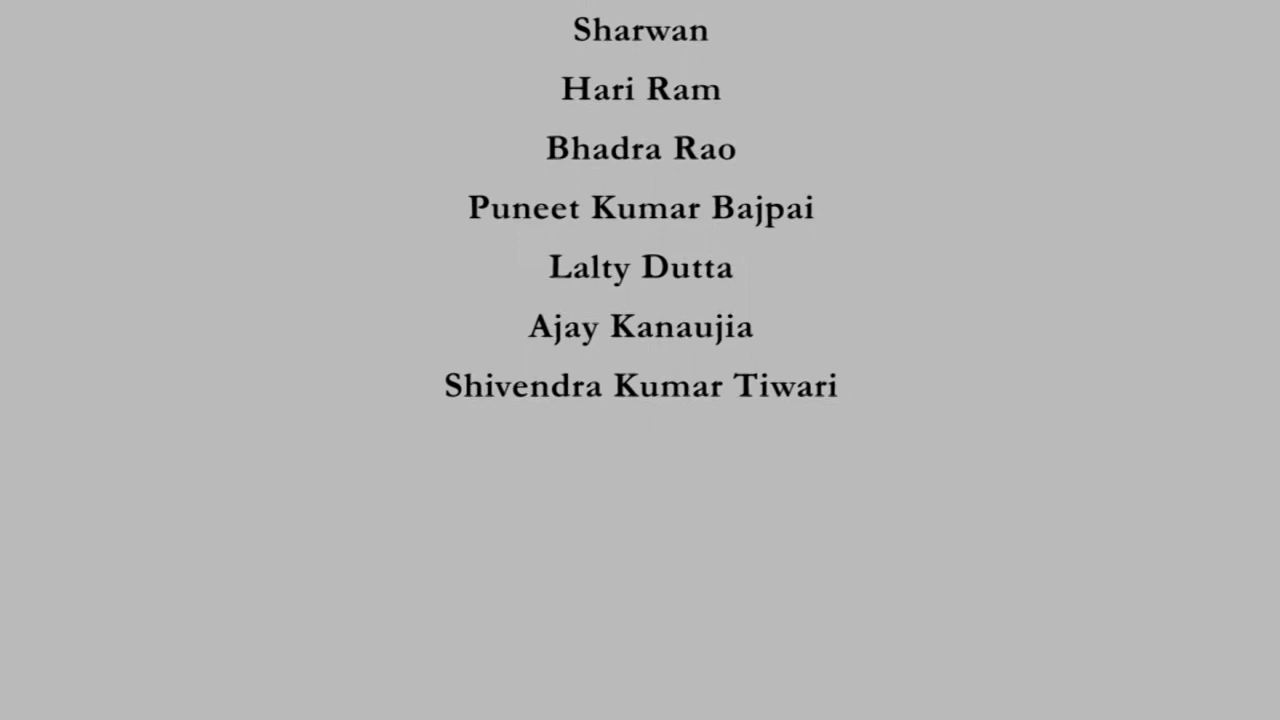 Sharwan
Hari Ram
Bhadra Rao
Puneet Kumar Bajpai
Lalty Dutta
Ajay Kanaujia
Shivendra Kumar Tiwari